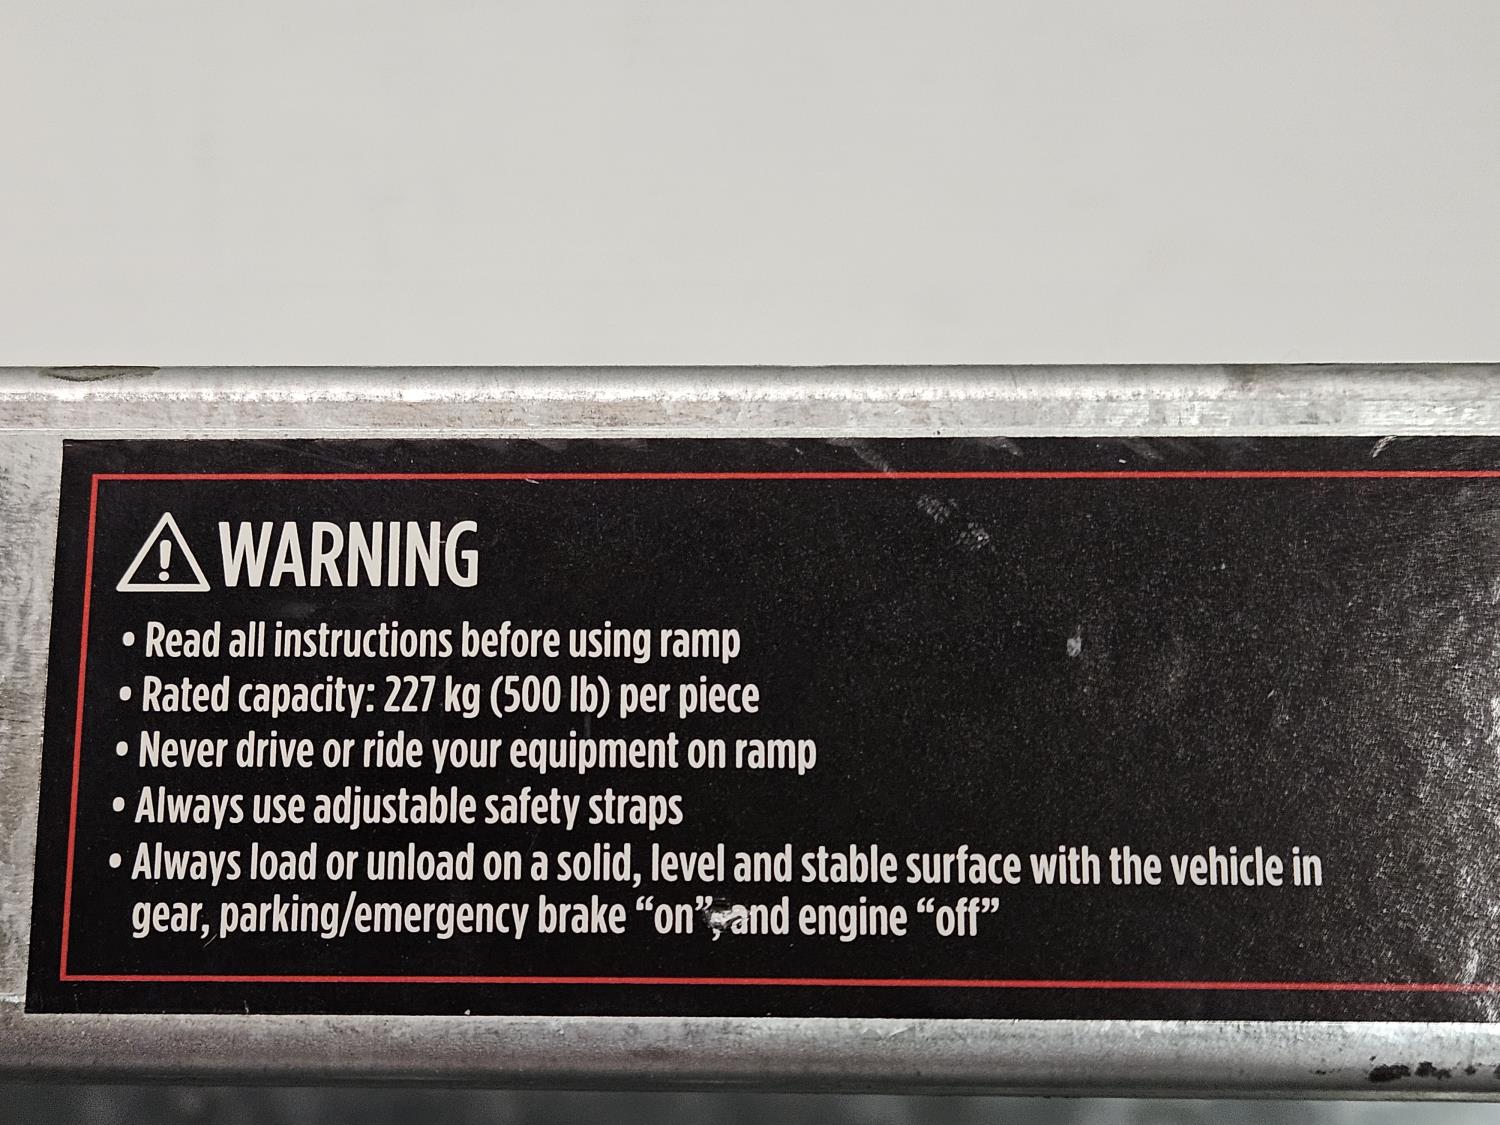 WARNING
• Read all instructions before using ramp
• Rated capacity: 227 kg (500 lb) per piece
• Never drive or ride your equipment on ramp
• Always use adjustable safety straps
• Always load or unload on a solid, level and stable surface with the vehicle in
gear, parking/emergency brake “on”, and engine “off”